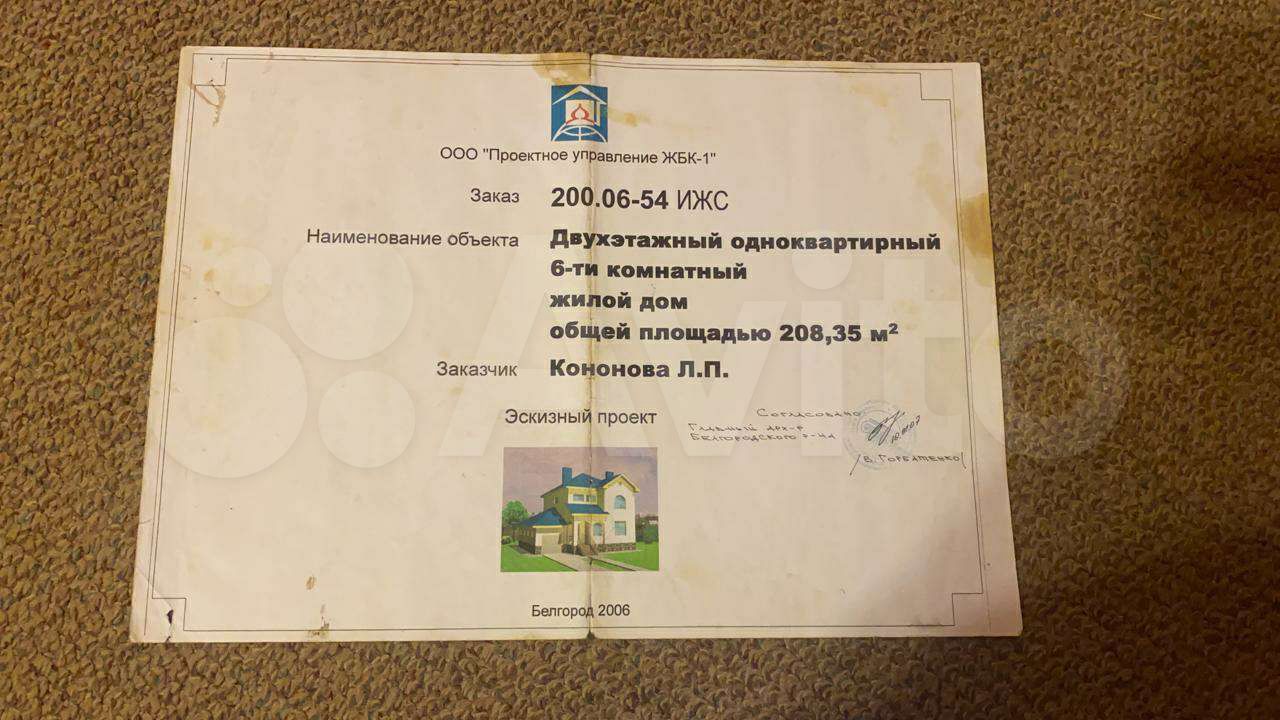 ООО "Проектное управление ЖБК-1"
Заказ 200.06-54 ИЖС
Наименование объекта Двухэтажный одноквартирный
6-ти комнатный
жилой дом
общей площадью 208,35 м²
Заказчик Кононова Л.П.
Эскизный проект
Согласовано
Главный арх-р
Белгородского р-на
/В. Горбатенко/
Белгород 2006
Avito